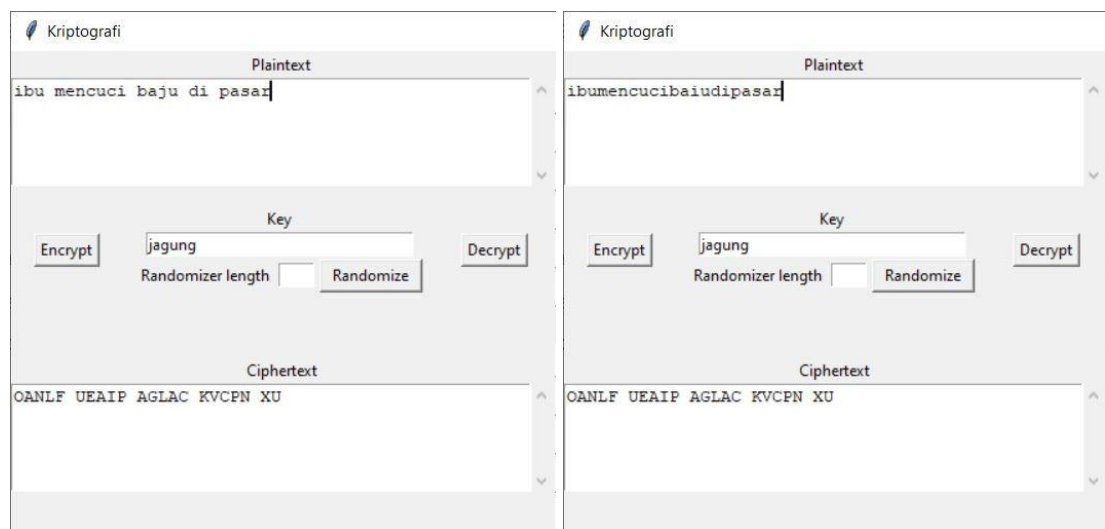 Kriptografi
Plaintext
ibu mencuci baju di pasar
Key
Encrypt
jagung
Decrypt
Randomizer length
Randomize
Ciphertext
OANLF UEAIP AGLAC KVCPN XU
Kriptografi
Plaintext
ibumencucibaiudipasar
Key
Encrypt
jagung
Decrypt
Randomizer length
Randomize
Ciphertext
OANLF UEAIP AGLAC KVCPN XU